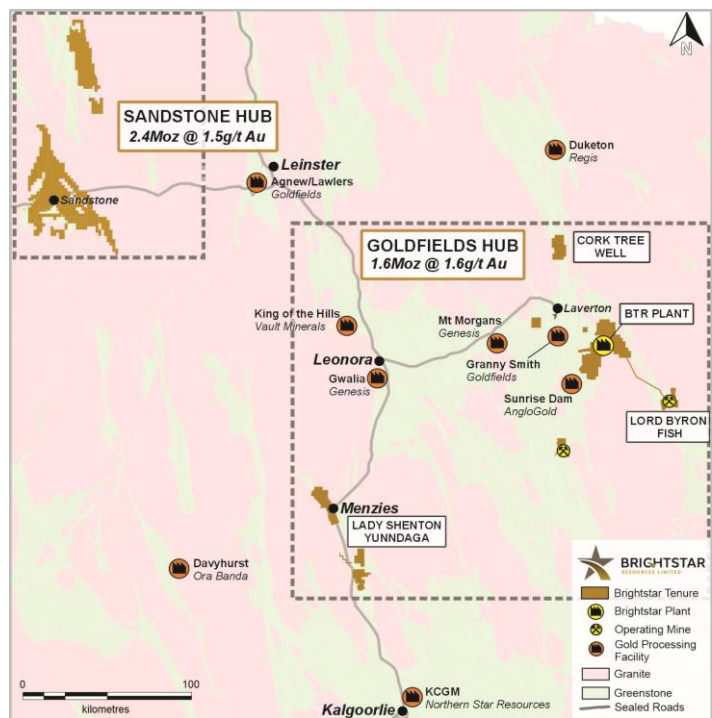 N
SANDSTONE HUB
2.4Moz @ 1.5g/t Au
Leinster
Agnew/Lawlers
Goldfields
Duketon
Regis
Sandstone
GOLDFIELDS HUB
1.6Moz @ 1.6g/t Au
CORK TREE
WELL
King of the Hills
Vault Minerals
Mt Morgans
Genesis
Laverton
BTR PLANT
Leonora
Granny Smith
Goldfields
Gwalia
Genesis
Sunrise Dam
AngloGold
LORD BYRON
FISH
Menzies
LADY SHENTON
YUNNDAGA
Davyhurst
Ora Banda
BRIGHTSTAR
RESOURCES LIMITED
Brightstar Tenure
Brightstar Plant
Operating Mine
Gold Processing
Facility
Granite
Greenstone
Sealed Roads
0 100
kilometres
KCGM
Northern Star Resources
Kalgoorlie